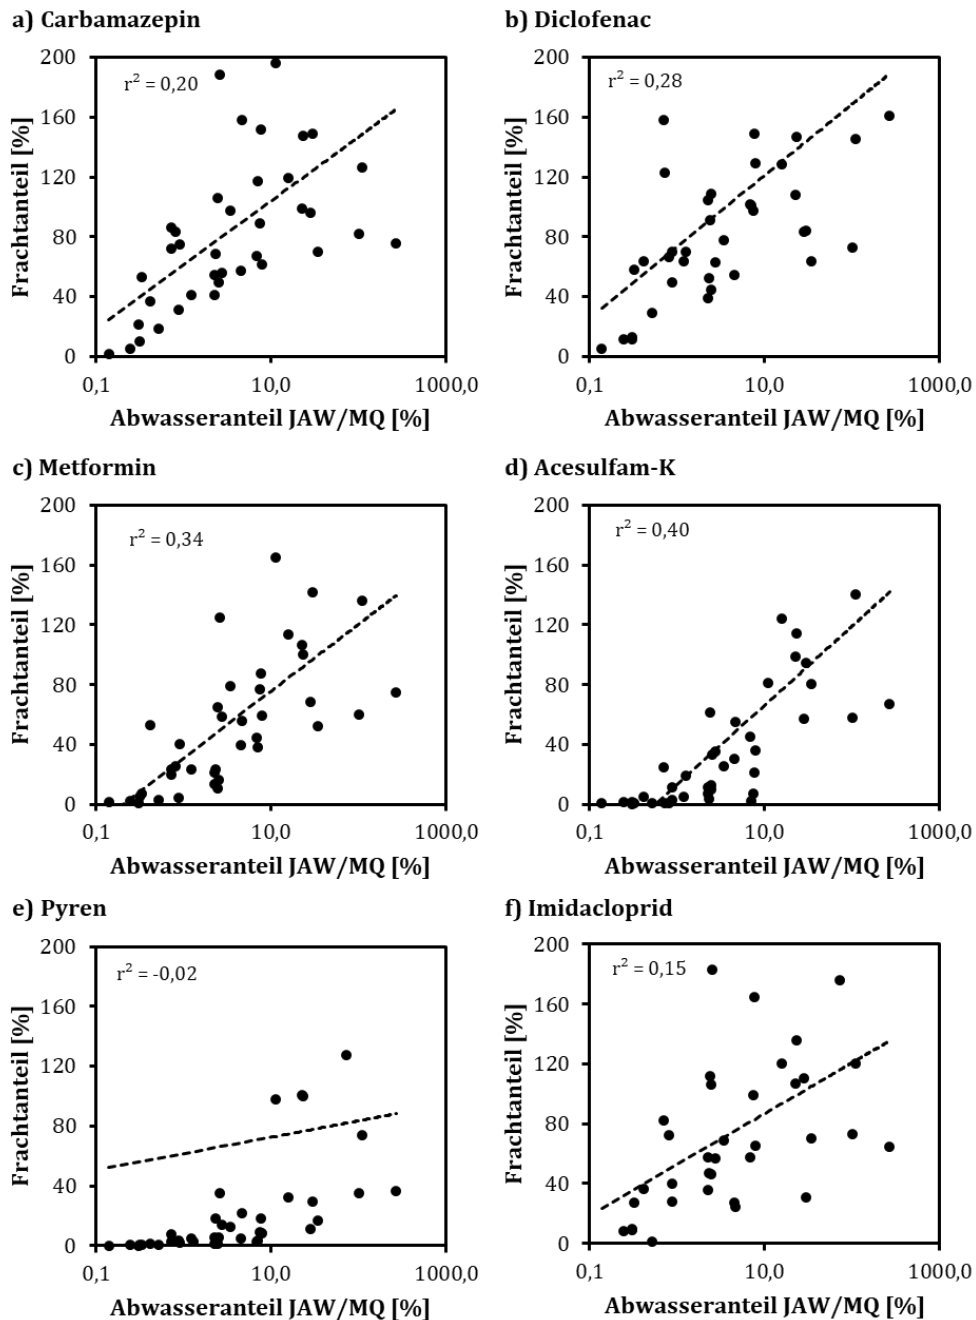 a) Carbamazepin
r² = 0,20
200
160
120
80
40
0
0,1 10,0 1000,0
Frachtanteil [%]
Abwasseranteil JAW/MQ [%]
b) Diclofenac
r² = 0,28
200
160
120
80
40
0
0,1 10,0 1000,0
Frachtanteil [%]
Abwasseranteil JAW/MQ [%]
c) Metformin
r² = 0,34
200
160
120
80
40
0
0,1 10,0 1000,0
Frachtanteil [%]
Abwasseranteil JAW/MQ [%]
d) Acesulfam-K
r² = 0,40
200
160
120
80
40
0
0,1 10,0 1000,0
Frachtanteil [%]
Abwasseranteil JAW/MQ [%]
e) Pyren
r² = -0,02
200
160
120
80
40
0
0,1 10,0 1000,0
Frachtanteil [%]
Abwasseranteil JAW/MQ [%]
f) Imidacloprid
r² = 0,15
200
160
120
80
40
0
0,1 10,0 1000,0
Frachtanteil [%]
Abwasseranteil JAW/MQ [%]